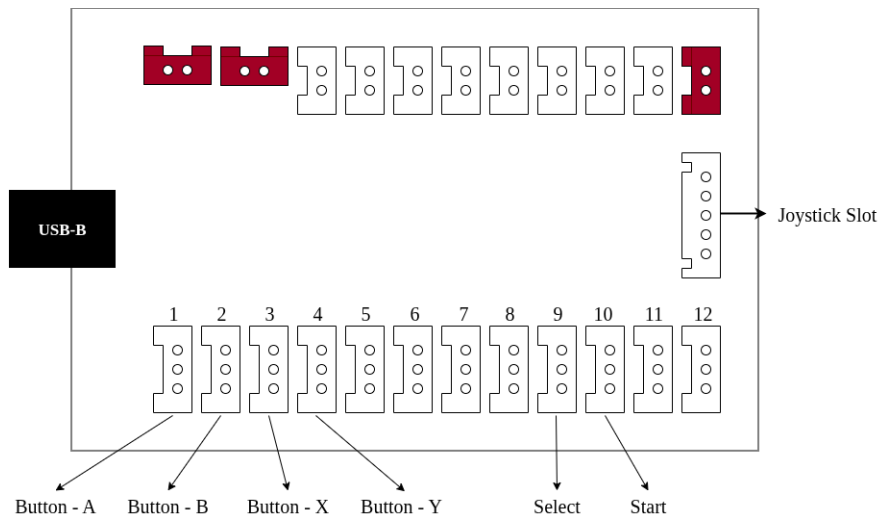 USB-B
Joystick Slot
1 2 3 4 5 6 7 8 9 10 11 12
Button - A Button - B Button - X Button - Y Select Start